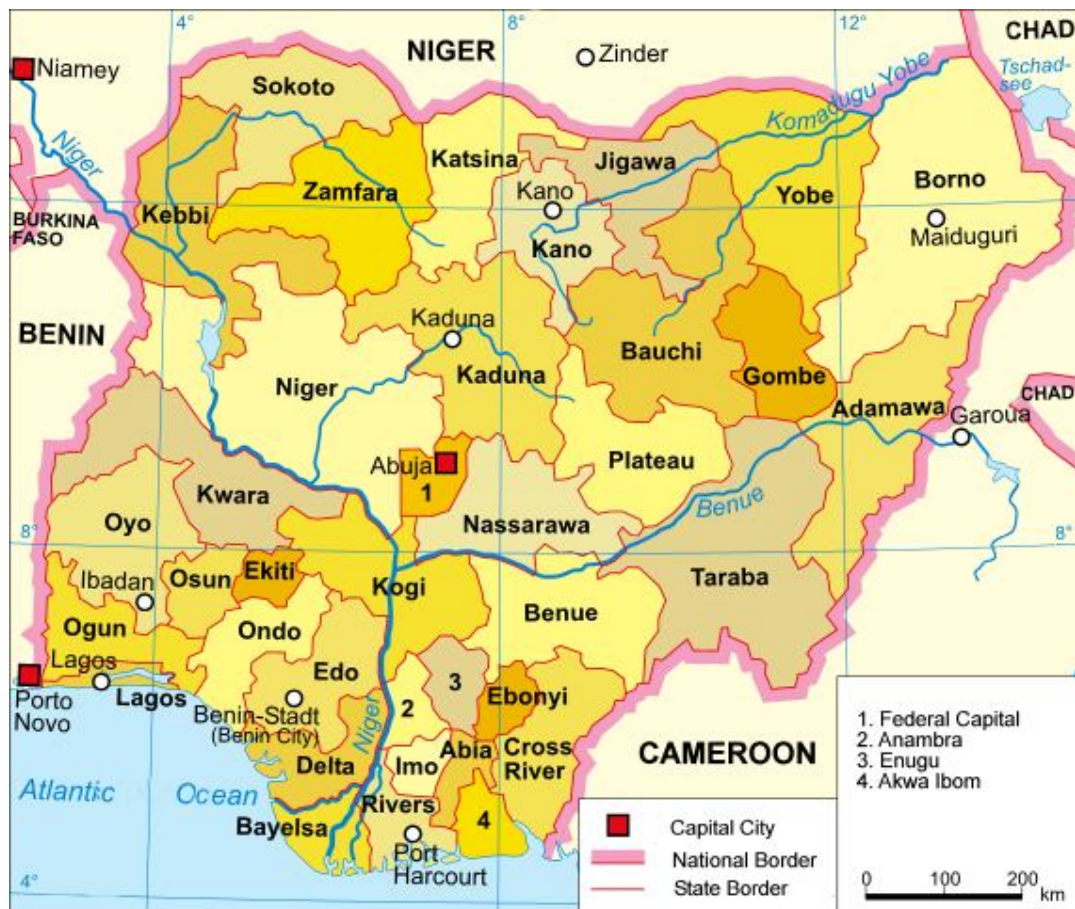 4°
8°
12°
CHAD
NIGER
Zinder
Niamey
Tschad-
see
Sokoto
Komadugu Yobe
Niger
Katsina
Jigawa
Zamfara
Kano
Yobe
Borno
Kebbi
BURKINA
FASO
Maiduguri
Kano
BENIN
Kaduna
Bauchi
Niger
Kaduna
Gombe
CHAD
Adamawa
Garoua
Abuja
Plateau
1
Kwara
Benue
Oyo
Nassarawa
8°
8°
Ibadan
Osun
Ekiti
Kogi
Taraba
Benue
Ogun
Ondo
Lagos
Edo
3
Ebonyi
Porto
Novo
Lagos
2
Benin-Stadt
(Benin City)
Niger
Abia
Cross
River
CAMEROON
Delta
Imo
Atlantic Ocean
Rivers
Bayelsa
4
Port
Harcourt
4°
1. Federal Capital
2. Anambra
3. Enugu
4. Akwa Ibom
Capital City
National Border
State Border
0 100 200
km